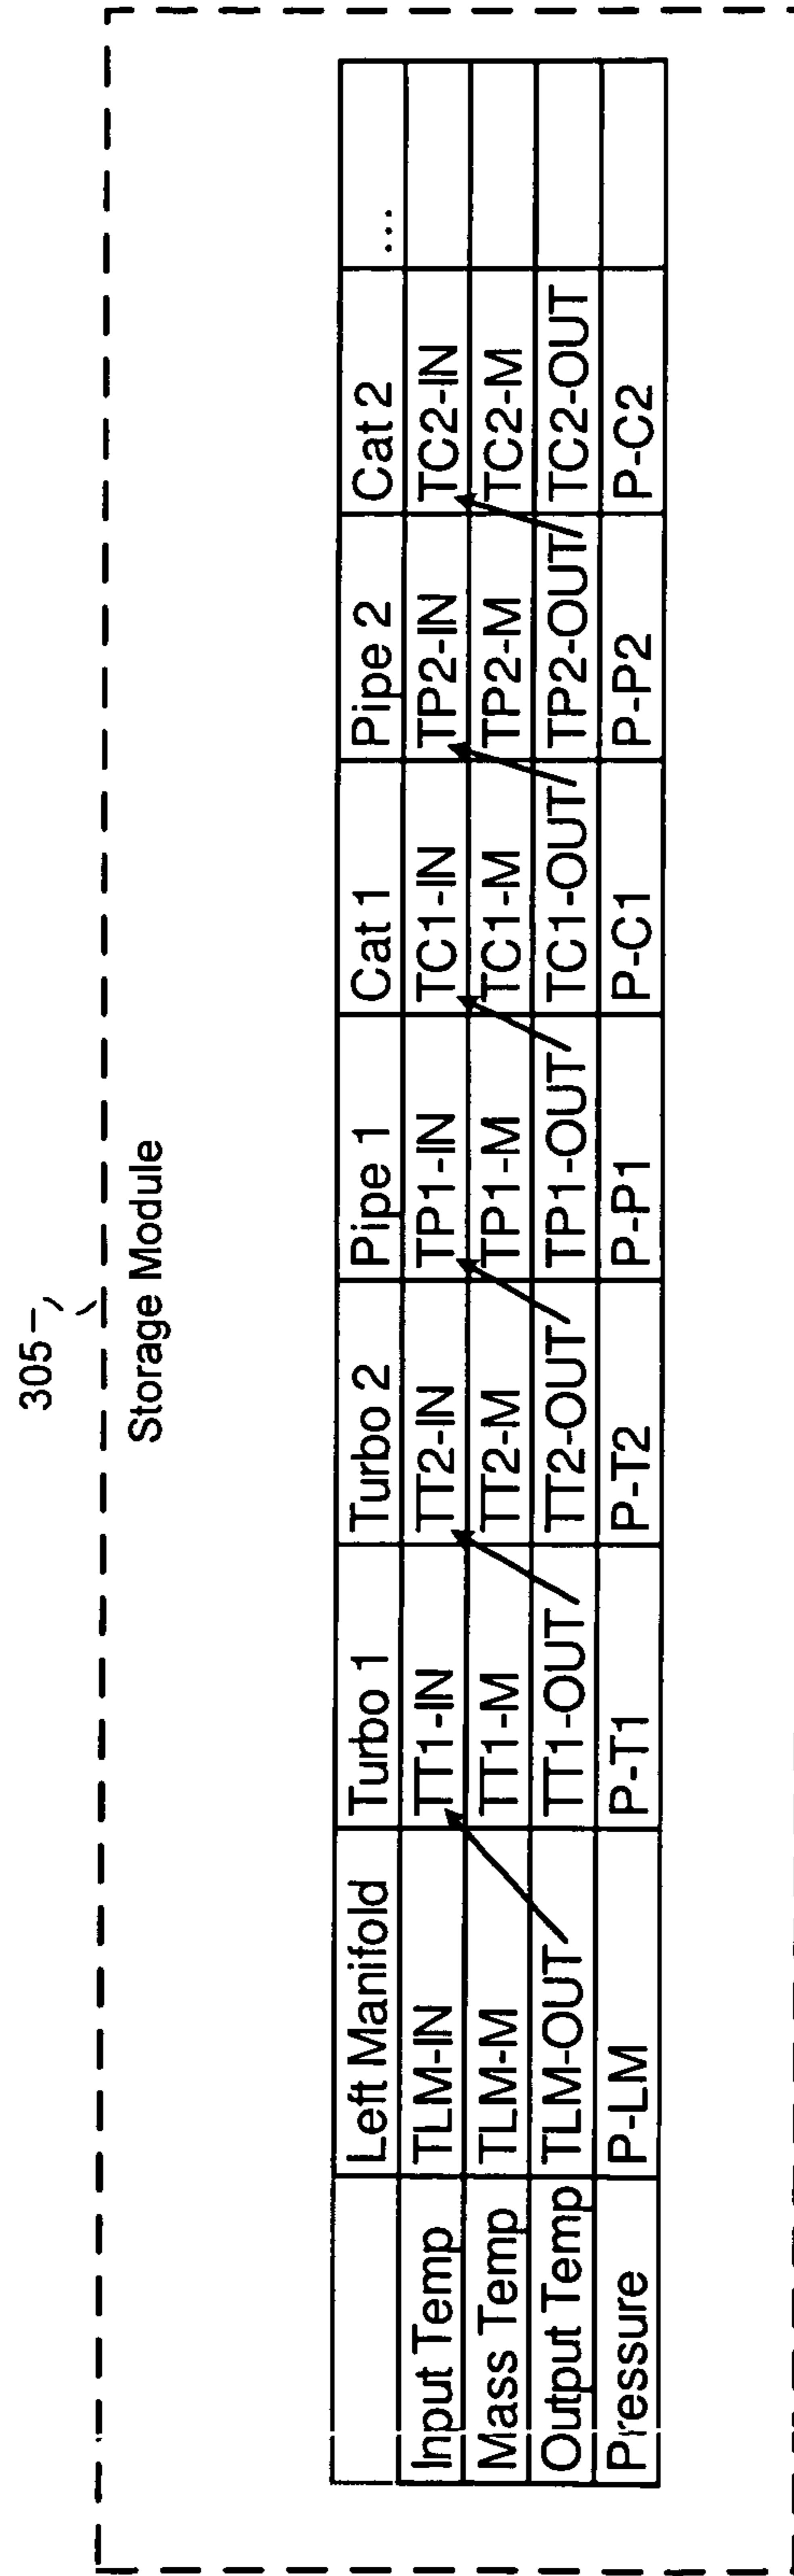 305
Storage Module
Left Manifold Turbo 1 Turbo 2 Pipe 1 Cat 1 Pipe 2 Cat 2 ...
Input Temp TLM-IN TT1-IN TT2-IN TP1-IN TC1-IN TP2-IN TC2-IN
Mass Temp TLM-M TT1-M TT2-M TP1-M TC1-M TP2-M TC2-M
Output Temp TLM-OUT TT1-OUT TT2-OUT TP1-OUT TC1-OUT TP2-OUT TC2-OUT
Pressure P-LM P-T1 P-T2 P-P1 P-C1 P-P2 P-C2